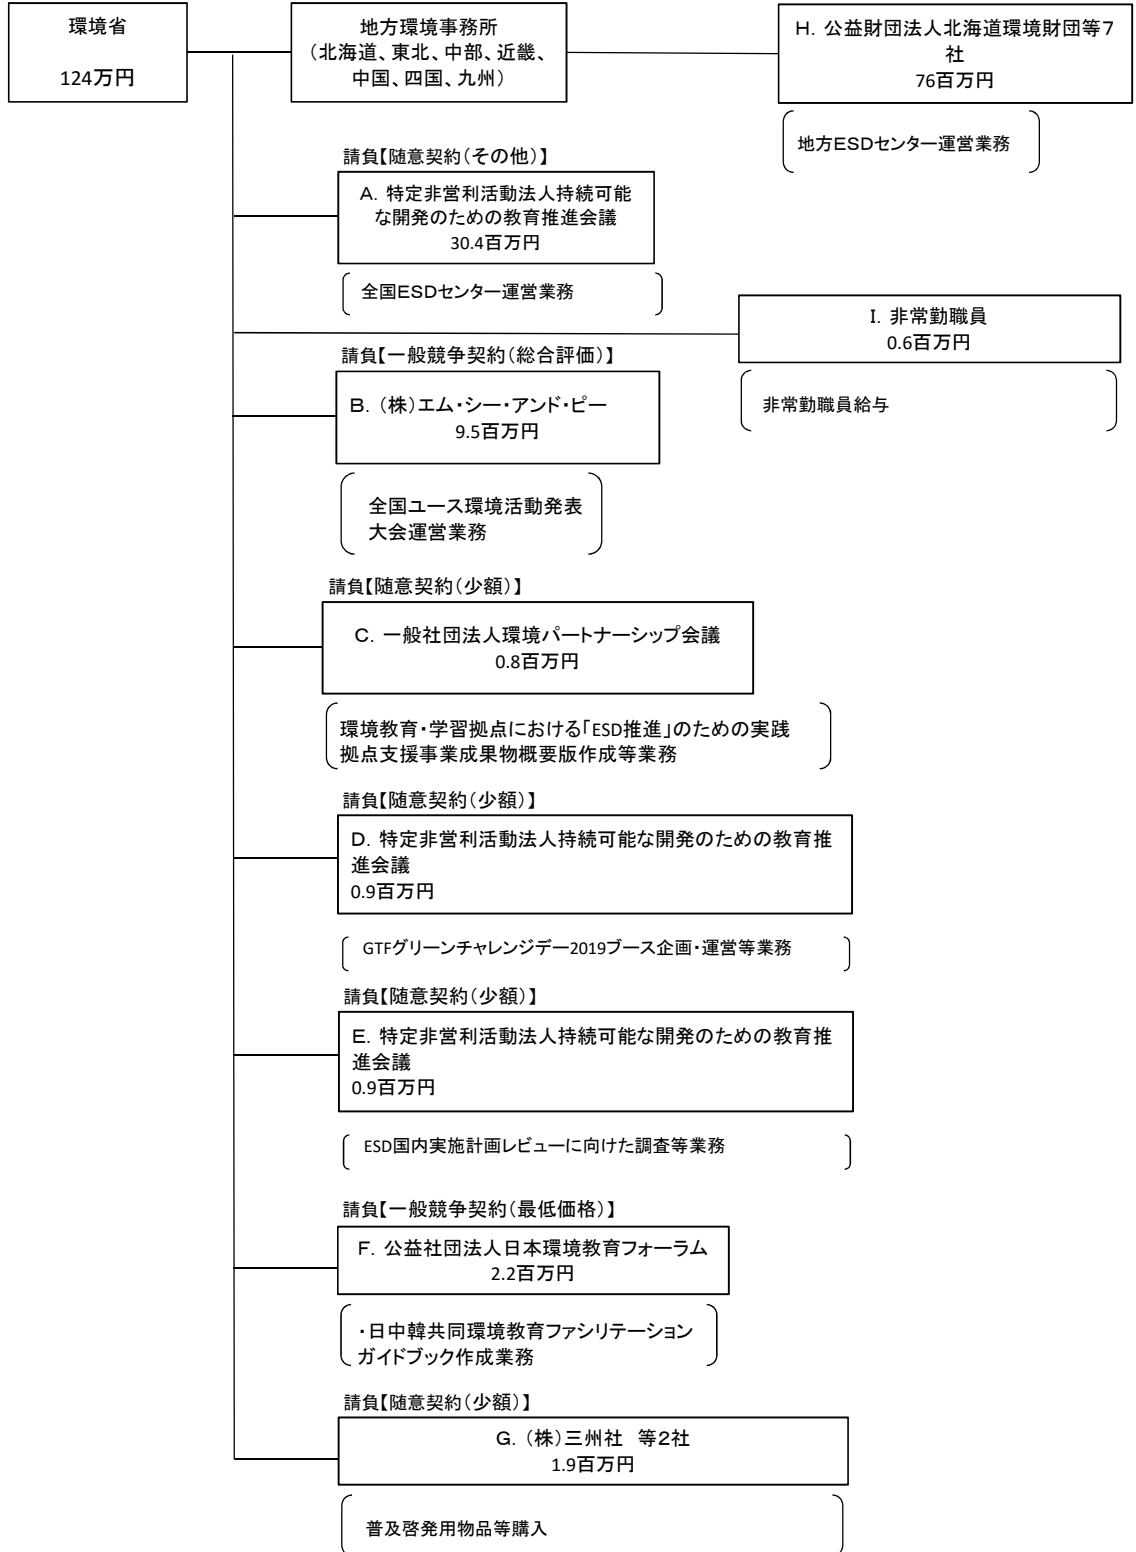 環境省
124万円
地方環境事務所
(北海道、東北、中部、近畿、
中国、四国、九州)
H. 公益財団法人北海道環境財団等7
社
76百万円
地方ESDセンター運営業務
請負【随意契約(その他)】
A. 特定非営利活動法人持続可能
な開発のための教育推進会議
30.4百万円
全国ESDセンター運営業務
I. 非常勤職員
0.6百万円
非常勤職員給与
請負【一般競争契約(総合評価)】
B. (株)エム・シー・アンド・ピー
9.5百万円
全国ユース環境活動発表
大会運営業務
請負【随意契約(少額)】
C. 一般社団法人環境パートナーシップ会議
0.8百万円
環境教育・学習拠点における「ESD推進」のための実践
拠点支援事業成果物概要版作成等業務
請負【随意契約(少額)】
D. 特定非営利活動法人持続可能な開発のための教育推
進会議
0.9百万円
GTFグリーンチャレンジデー2019ブース企画・運営等業務
請負【随意契約(少額)】
E. 特定非営利活動法人持続可能な開発のための教育推
進会議
0.9百万円
ESD国内実施計画レビューに向けた調査等業務
請負【一般競争契約(最低価格)】
F. 公益社団法人日本環境教育フォーラム
2.2百万円
・日中韓共同環境教育ファシリテーション
ガイドブック作成業務
請負【随意契約(少額)】
G. (株)三州社 等2社
1.9百万円
普及啓発用物品等購入